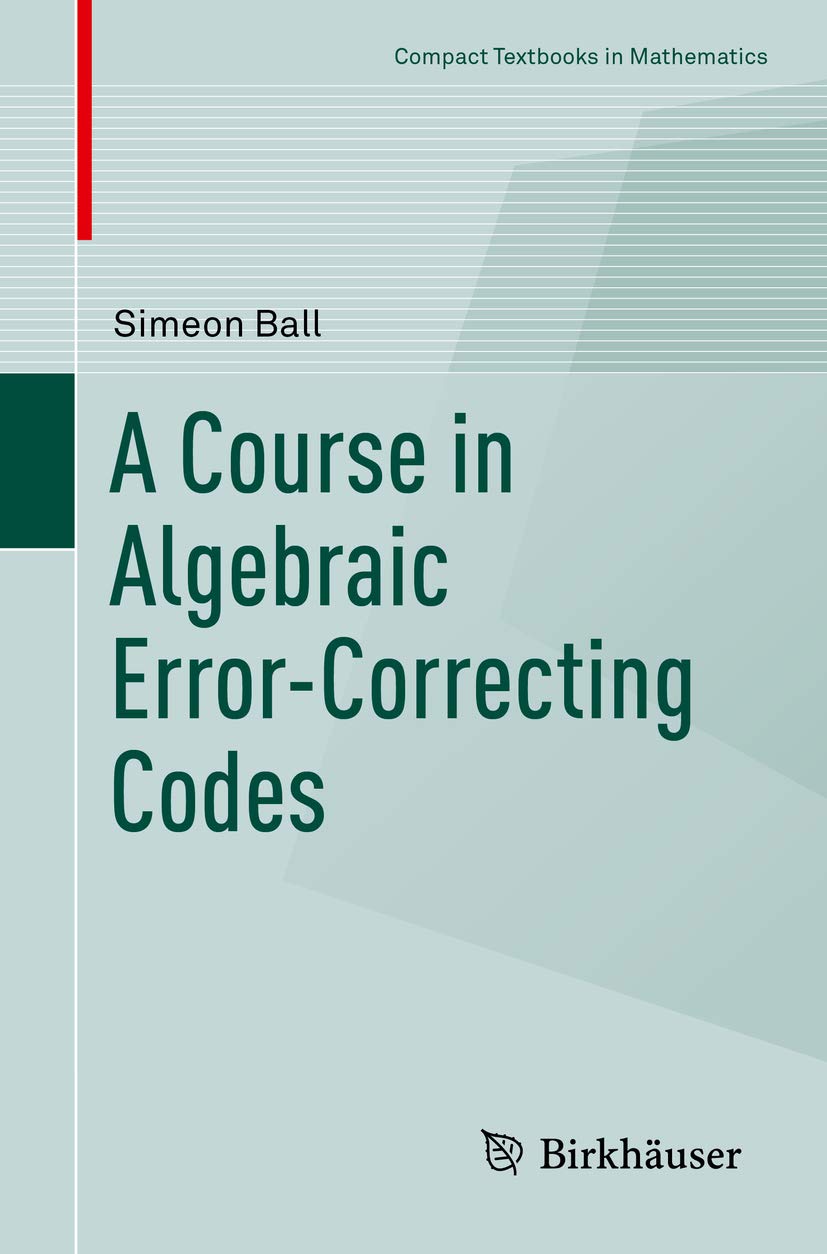 Compact Textbooks in Mathematics
Simeon Ball
A Course in
Algebraic
Error-Correcting
Codes
Birkhäuser